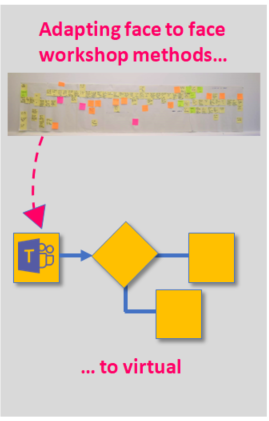 Adapting face to face
workshop methods...
T
... to virtual